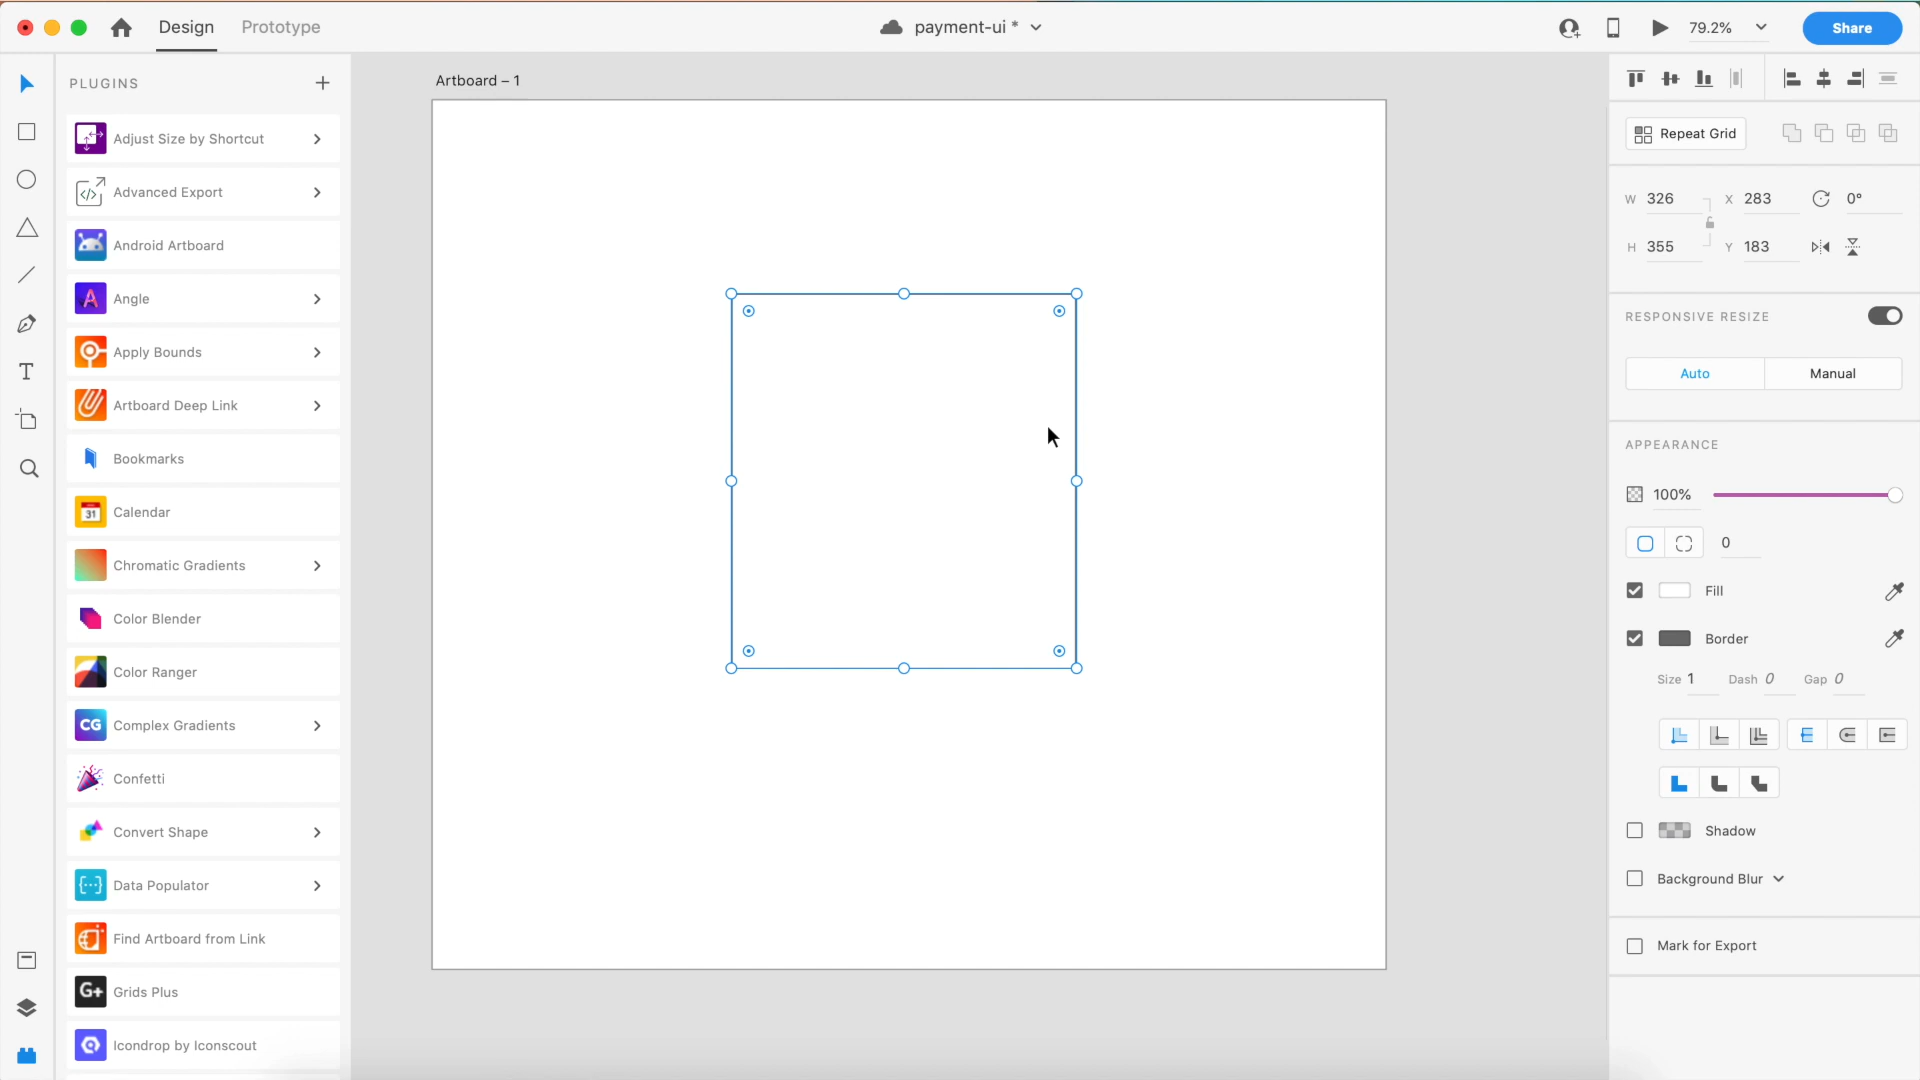 Design
Prototype
payment-ui *
79.2%
Share
PLUGINS
Adjust Size by Shortcut
Advanced Export
Android Artboard
A Angle
Apply Bounds
Artboard Deep Link
Bookmarks
31 Calendar
Chromatic Gradients
Color Blender
Color Ranger
CG Complex Gradients
Confetti
Convert Shape
Data Populator
Find Artboard from Link
G+ Grids Plus
Icondrop by Iconscout
Artboard – 1
Repeat Grid
W 326 X 283 0°
H 355 Y 183
RESPONSIVE RESIZE
Auto Manual
APPEARANCE
100%
0
Fill
Border
Size 1 Dash 0 Gap 0
Shadow
Background Blur
Mark for Export